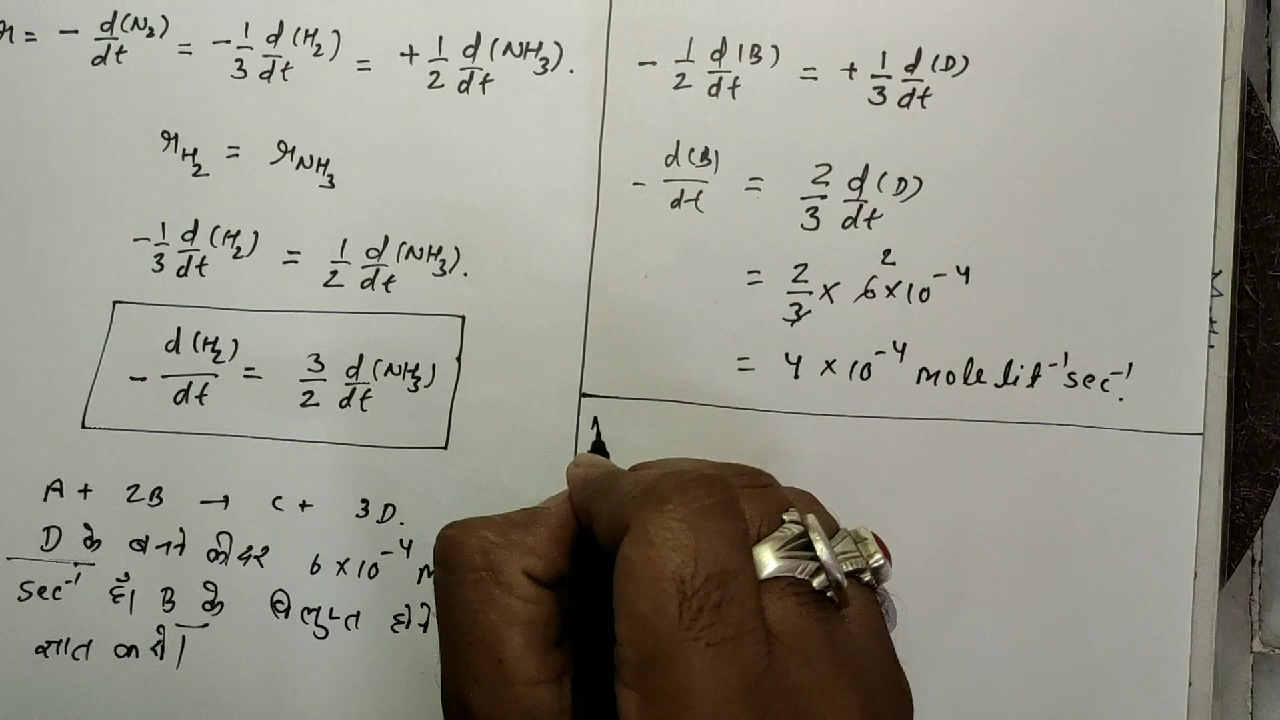 r = - d(N2)/dt = - 1/3 d/dt (H2) = + 1/2 d/dt (NH3).
rH2 = rNH3
- 1/3 d/dt (H2) = 1/2 d/dt (NH3).
- d(H2)/dt = 3/2 d/dt (NH3)
A + 2B → C + 3D.
D के बनने की दर 6 × 10⁻⁴
sec⁻¹ है। B के विलुप्त होने
ज्ञात करो।
- 1/2 d/dt (B) = + 1/3 d/dt (D)
- d(B)/dt = 2/3 d/dt (D)
= 2/3 × 6 × 10⁻⁴ 2
= 4 × 10⁻⁴ mole lit⁻¹ sec⁻¹.